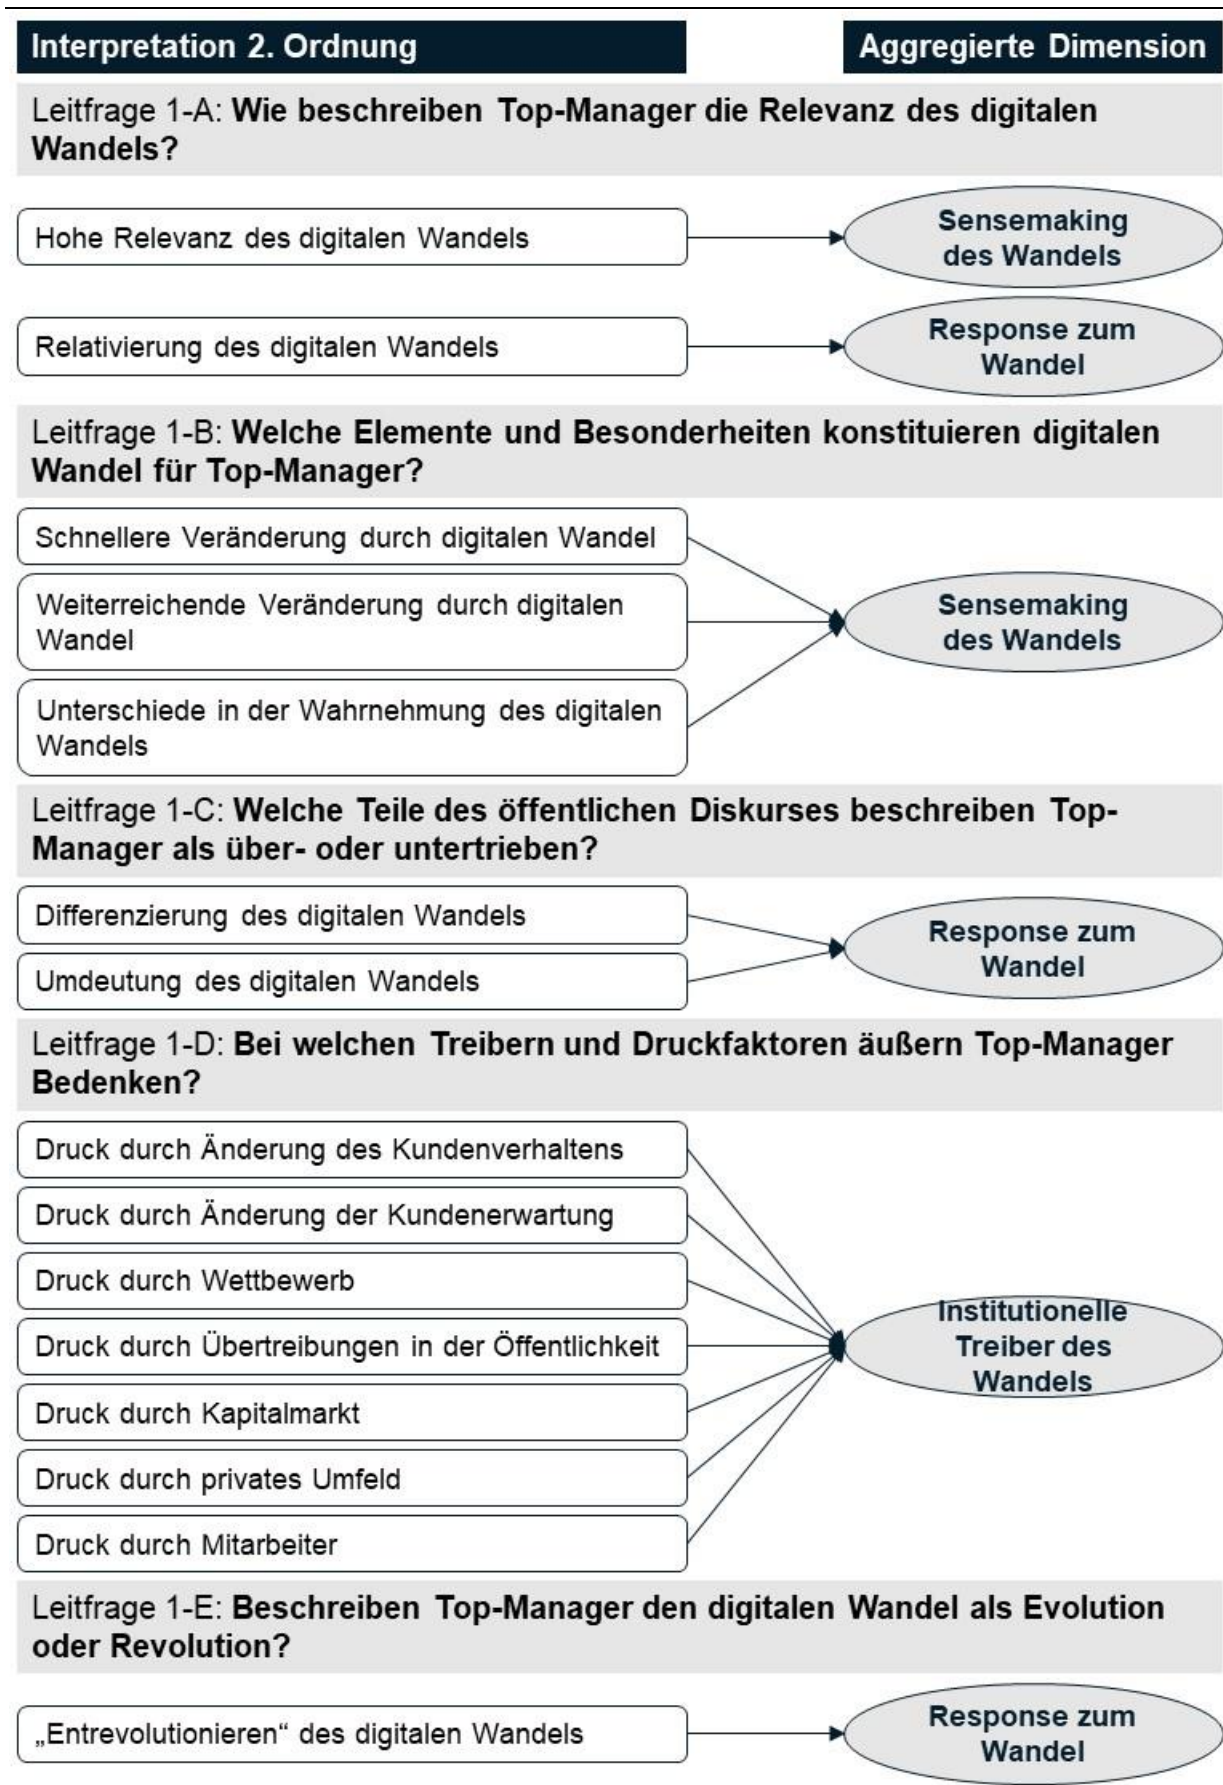 Interpretation 2. Ordnung
Aggregierte Dimension
Leitfrage 1-A: Wie beschreiben Top-Manager die Relevanz des digitalen
Wandels?
Hohe Relevanz des digitalen Wandels
Sensemaking
des Wandels
Relativierung des digitalen Wandels
Response zum
Wandel
Leitfrage 1-B: Welche Elemente und Besonderheiten konstituieren digitalen
Wandel für Top-Manager?
Schnellere Veränderung durch digitalen Wandel
Weiterreichende Veränderung durch digitalen
Wandel
Unterschiede in der Wahrnehmung des digitalen
Wandels
Sensemaking
des Wandels
Leitfrage 1-C: Welche Teile des öffentlichen Diskurses beschreiben Top-
Manager als über- oder untertrieben?
Differenzierung des digitalen Wandels
Umdeutung des digitalen Wandels
Response zum
Wandel
Leitfrage 1-D: Bei welchen Treibern und Druckfaktoren äußern Top-Manager
Bedenken?
Druck durch Änderung des Kundenverhaltens
Druck durch Änderung der Kundenerwartung
Druck durch Wettbewerb
Druck durch Übertreibungen in der Öffentlichkeit
Druck durch Kapitalmarkt
Druck durch privates Umfeld
Druck durch Mitarbeiter
Institutionelle
Treiber des
Wandels
Leitfrage 1-E: Beschreiben Top-Manager den digitalen Wandel als Evolution
oder Revolution?
„Entrevolutionieren“ des digitalen Wandels
Response zum
Wandel